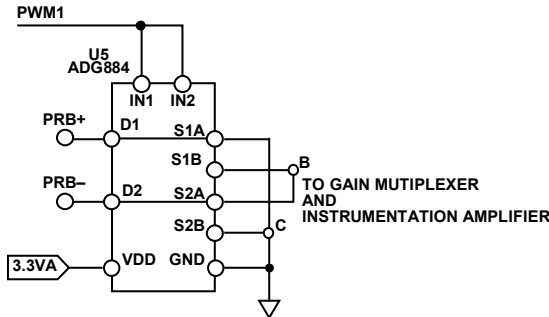 PWM1
U5
ADG884
IN1 IN2
PRB+
D1 S1A
S1B B
TO GAIN MUTIPLEXER
AND
INSTRUMENTATION AMPLIFIER
PRB–
D2 S2A
S2B C
3.3VA
VDD GND